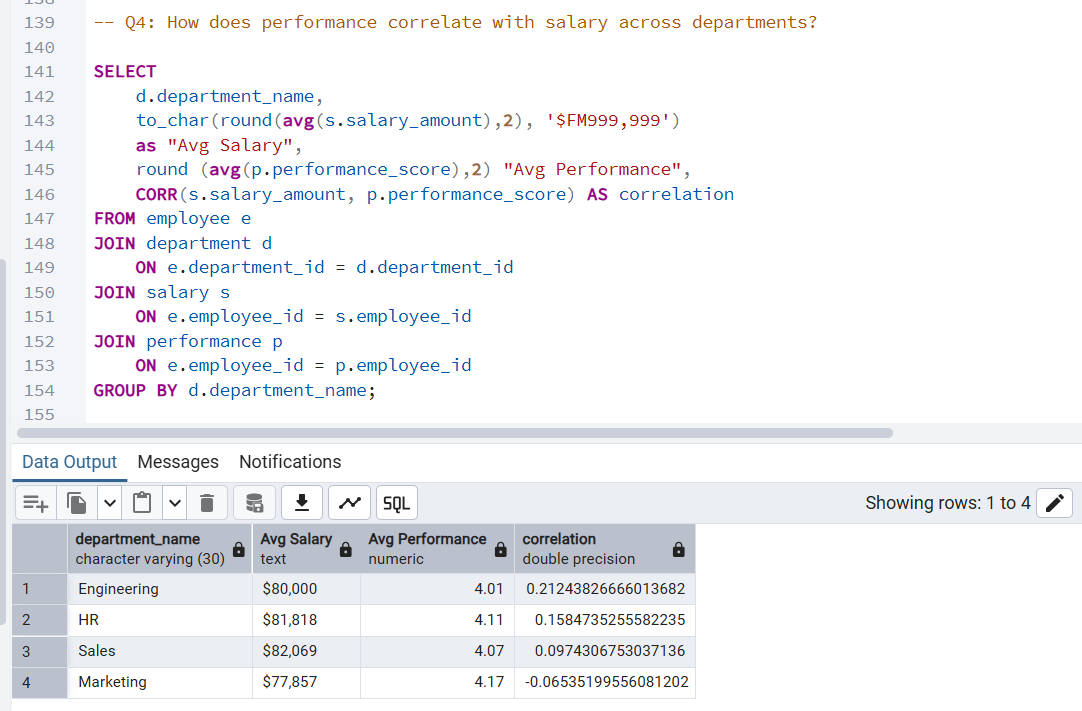 138
139 -- Q4: How does performance correlate with salary across departments?
140
141 SELECT
142 d.department_name,
143 to_char(round(avg(s.salary_amount),2), '$FM999,999')
144 as "Avg Salary",
145 round (avg(p.performance_score),2) "Avg Performance",
146 CORR(s.salary_amount, p.performance_score) AS correlation
147 FROM employee e
148 JOIN department d
149 ON e.department_id = d.department_id
150 JOIN salary s
151 ON e.employee_id = s.employee_id
152 JOIN performance p
153 ON e.employee_id = p.employee_id
154 GROUP BY d.department_name;
155
Data Output Messages Notifications
SQL Showing rows: 1 to 4
department_name Avg Salary Avg Performance correlation
character varying (30) text numeric double precision
1 Engineering $80,000 4.01 0.21243826666013682
2 HR $81,818 4.11 0.1584735255582235
3 Sales $82,069 4.07 0.0974306753037136
4 Marketing $77,857 4.17 -0.06535199556081202